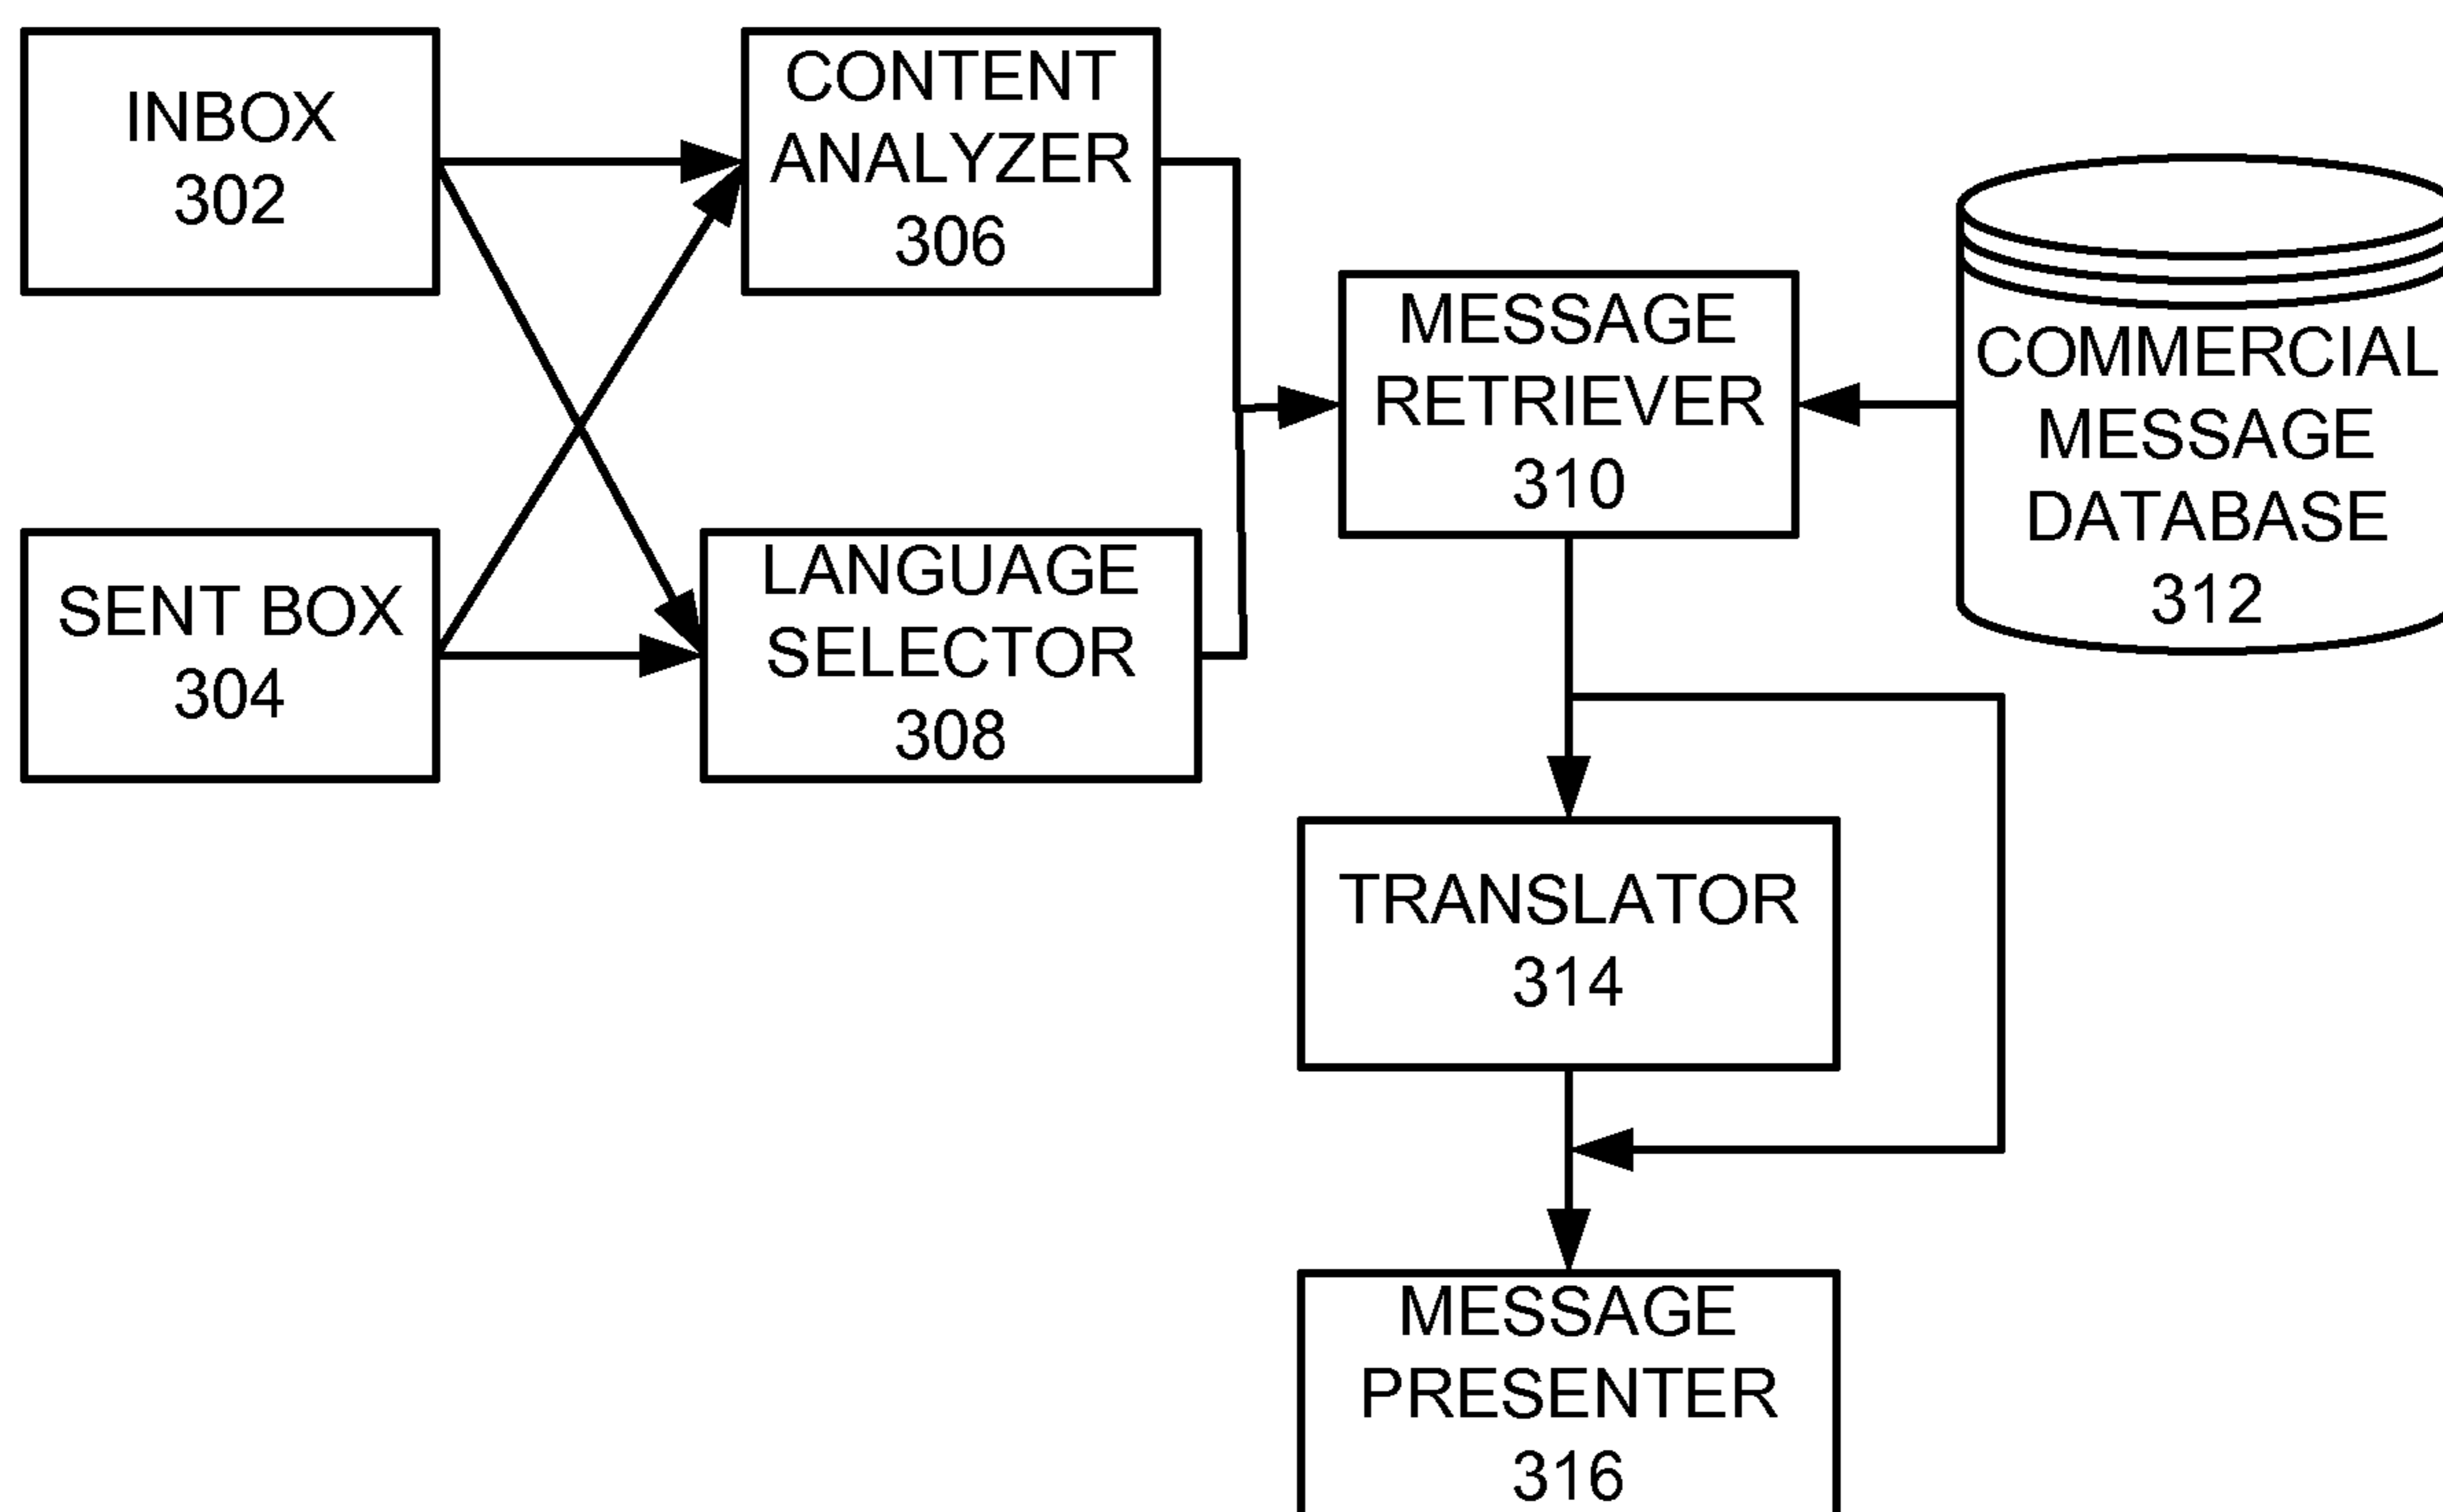 INBOX
302
CONTENT
ANALYZER
306
SENT BOX
304
LANGUAGE
SELECTOR
308
MESSAGE
RETRIEVER
310
COMMERCIAL
MESSAGE
DATABASE
312
TRANSLATOR
314
MESSAGE
PRESENTER
316